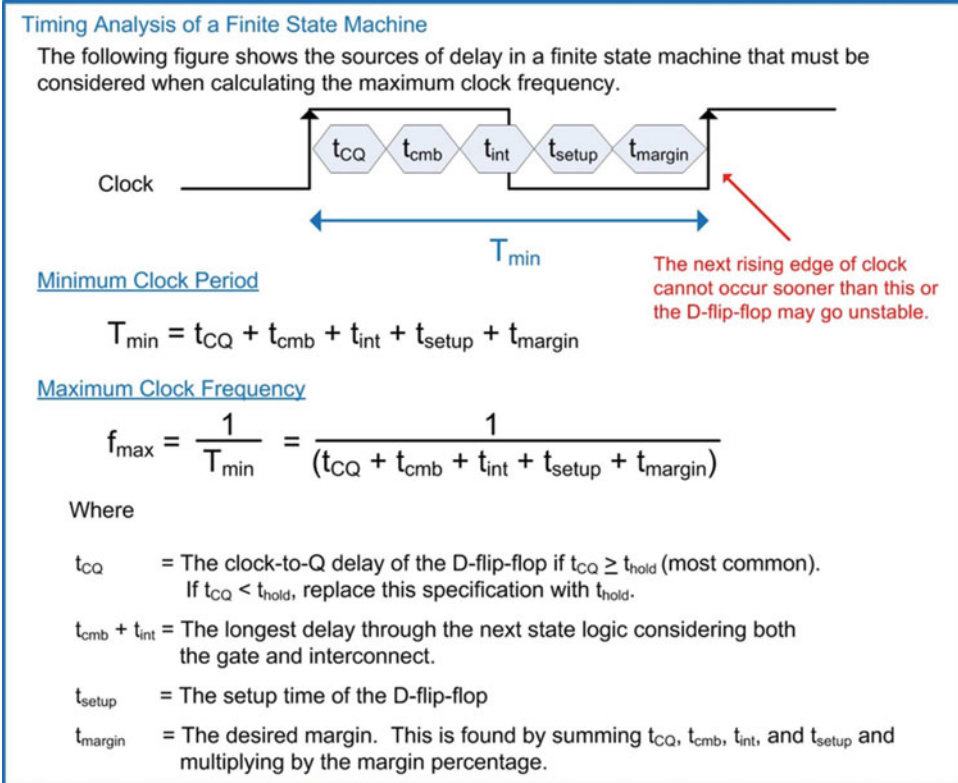 Timing Analysis of a Finite State Machine
The following figure shows the sources of delay in a finite state machine that must be
considered when calculating the maximum clock frequency.
tCQ tcmb tint tsetup tmargin
Clock
Tmin
The next rising edge of clock
cannot occur sooner than this or
the D-flip-flop may go unstable.
Minimum Clock Period
Tmin = tCQ + tcmb + tint + tsetup + tmargin
Maximum Clock Frequency
fmax = 1 / Tmin = 1 / (tCQ + tcmb + tint + tsetup + tmargin)
Where
tCQ = The clock-to-Q delay of the D-flip-flop if tCQ ≥ thold (most common).
If tCQ < thold, replace this specification with thold.
tcmb + tint = The longest delay through the next state logic considering both
the gate and interconnect.
tsetup = The setup time of the D-flip-flop
tmargin = The desired margin. This is found by summing tCQ, tcmb, tint, and tsetup and
multiplying by the margin percentage.